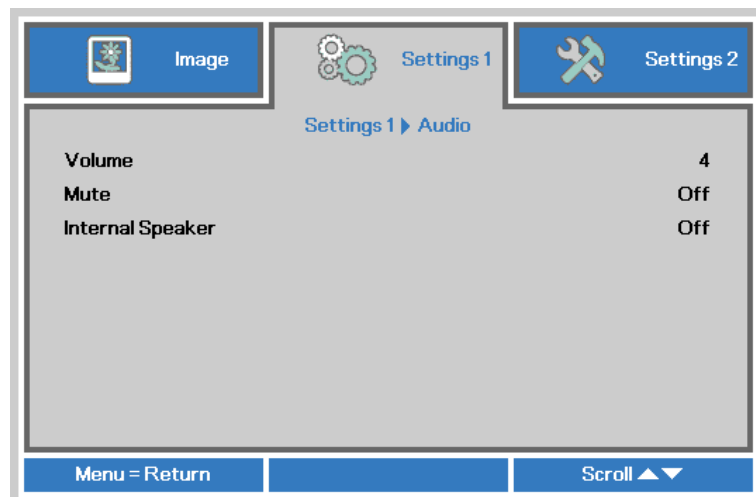 Image
Settings 1
Settings 2
Settings 1 ▶ Audio
Volume 4
Mute Off
Internal Speaker Off
Menu = Return
Scroll ▲▼